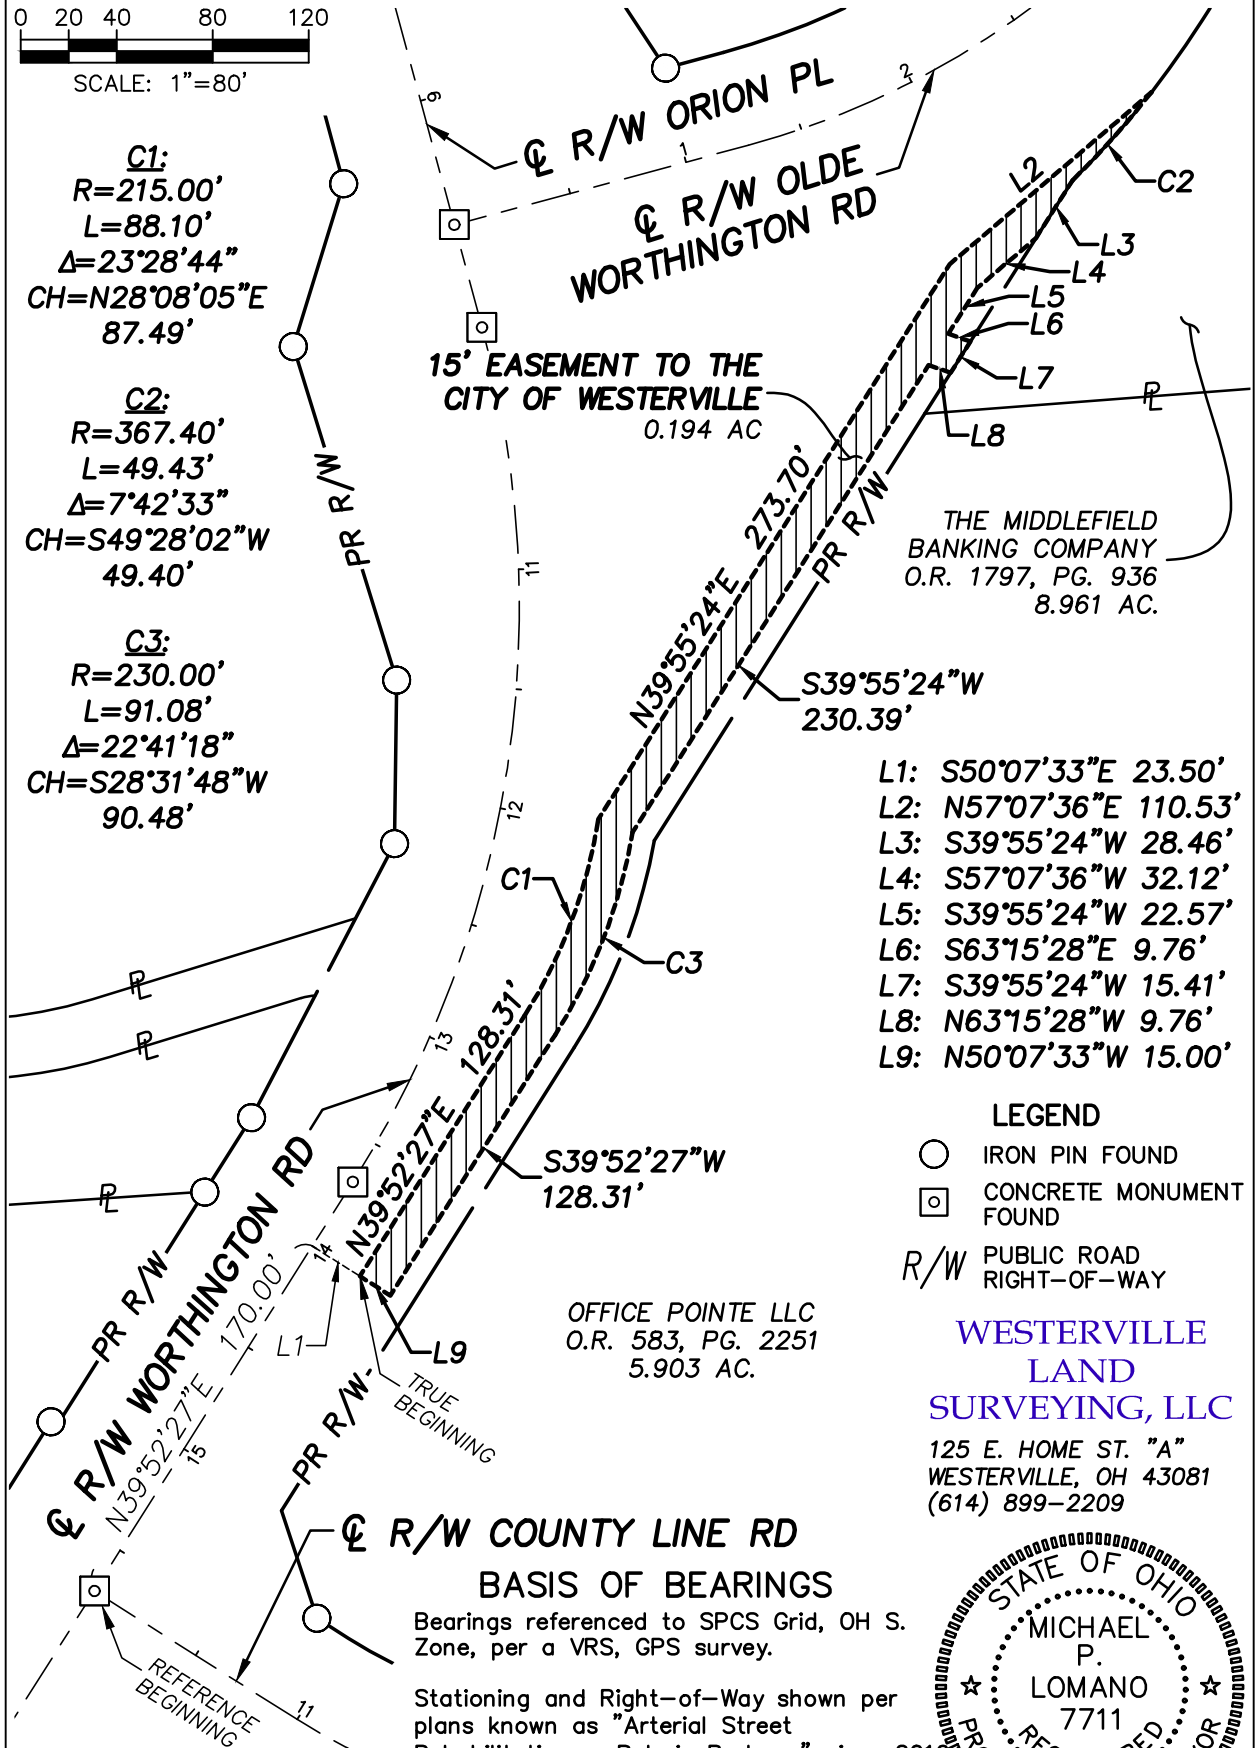 0 20 40 80 120
SCALE: 1"=80'
C1:
R=215.00'
L=88.10'
Δ=23°28'44"
CH=N28°08'05"E
87.49'
C2:
R=367.40'
L=49.43'
Δ=7°42'33"
CH=S49°28'02"W
49.40'
C3:
R=230.00'
L=91.08'
Δ=22°41'18"
CH=S28°31'48"W
90.48'
9
℄ R/W ORION PL
1
2
℄ R/W OLDE
WORTHINGTON RD
L2
C2
L3
L4
L5
L6
L7
L8
15' EASEMENT TO THE
CITY OF WESTERVILLE
0.194 AC
PR R/W
PL
THE MIDDLEFIELD
BANKING COMPANY
O.R. 1797, PG. 936
8.961 AC.
11
N39°55'24"E 273.70'
PR R/W
S39°55'24"W
230.39'
12
C1
C3
L1: S50°07'33"E 23.50'
L2: N57°07'36"E 110.53'
L3: S39°55'24"W 28.46'
L4: S57°07'36"W 32.12'
L5: S39°55'24"W 22.57'
L6: S63°15'28"E 9.76'
L7: S39°55'24"W 15.41'
L8: N63°15'28"W 9.76'
L9: N50°07'33"W 15.00'
PL
PL
13
N39°52'27"E 128.31'
S39°52'27"W
128.31'
LEGEND
IRON PIN FOUND
CONCRETE MONUMENT
FOUND
R/W PUBLIC ROAD
RIGHT-OF-WAY
PL
14
PR R/W
℄ R/W WORTHINGTON RD
N39°52'27"E 170.00'
15
L1
L9
TRUE
BEGINNING
PR R/W
OFFICE POINTE LLC
O.R. 583, PG. 2251
5.903 AC.
WESTERVILLE
LAND
SURVEYING, LLC
125 E. HOME ST. "A"
WESTERVILLE, OH 43081
(614) 899-2209
℄ R/W COUNTY LINE RD
REFERENCE
BEGINNING
11
BASIS OF BEARINGS
Bearings referenced to SPCS Grid, OH S.
Zone, per a VRS, GPS survey.
Stationing and Right-of-Way shown per
plans known as "Arterial Street
STATE OF OHIO
MICHAEL
P.
LOMANO
7711